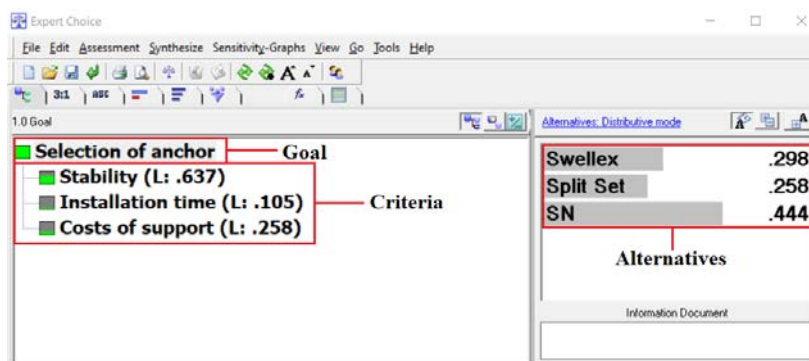 Expert Choice
File Edit Assessment Synthesize Sensitivity-Graphs View Go Tools Help
3:1 ABC fx
1.0 Goal
Alternatives: Distributive mode
Selection of anchor Goal
Stability (L: .637)
Installation time (L: .105) Criteria
Costs of support (L: .258)
Swellex .298
Split Set .258
SN .444
Alternatives
Information Document